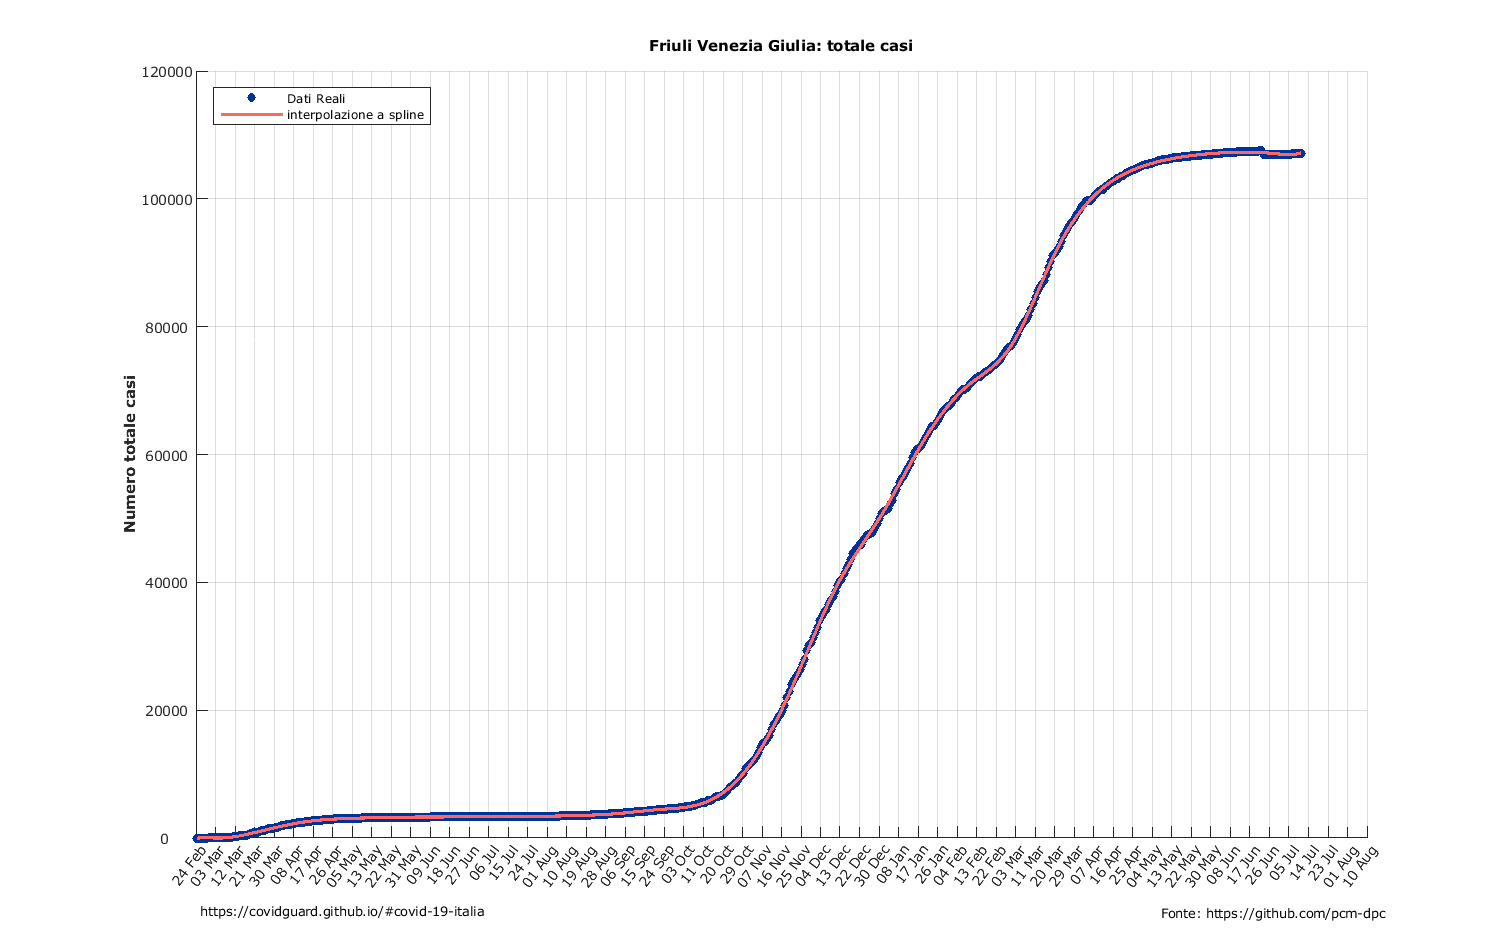 Friuli Venezia Giulia: totale casi
120000
100000
80000
60000
40000
20000
0
Numero totale casi
Dati Reali
interpolazione a spline
24 Feb
03 Mar
12 Mar
21 Mar
30 Mar
08 Apr
17 Apr
26 Apr
05 May
13 May
22 May
31 May
09 Jun
18 Jun
27 Jul
06 Jul
15 Jul
24 Jul
01 Aug
10 Aug
19 Aug
28 Aug
06 Sep
15 Sep
24 Sep
03 Oct
11 Oct
20 Oct
29 Oct
07 Nov
16 Nov
25 Nov
04 Dec
13 Dec
22 Dec
30 Dec
08 Jan
17 Jan
26 Jan
04 Feb
13 Feb
22 Feb
02 Mar
11 Mar
20 Mar
29 Mar
07 Apr
16 Apr
25 Apr
04 May
13 May
22 May
30 May
08 Jun
17 Jun
26 Jun
05 Jul
14 Jul
23 Jul
01 Aug
10 Aug
https://covidguard.github.io/#covid-19-italia
Fonte: https://github.com/pcm-dpc